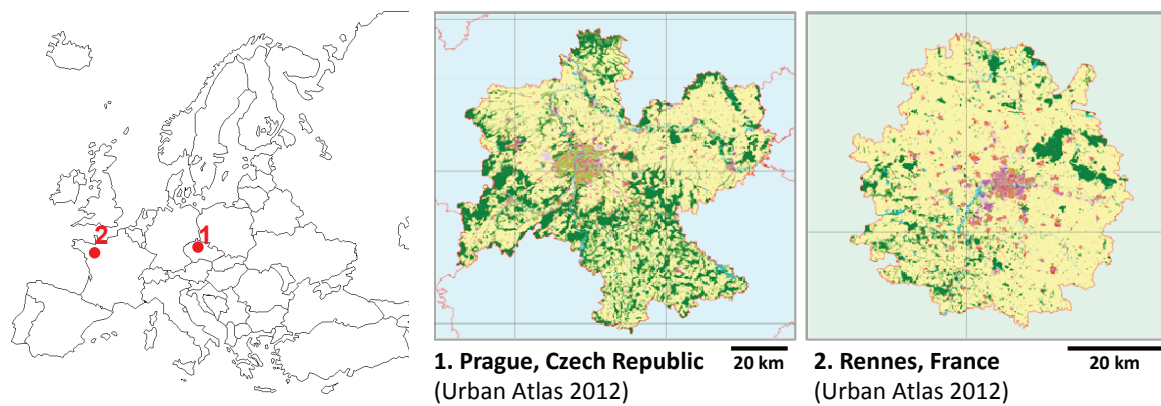 2
1
1. Prague, Czech Republic 20 km
(Urban Atlas 2012)
2. Rennes, France 20 km
(Urban Atlas 2012)